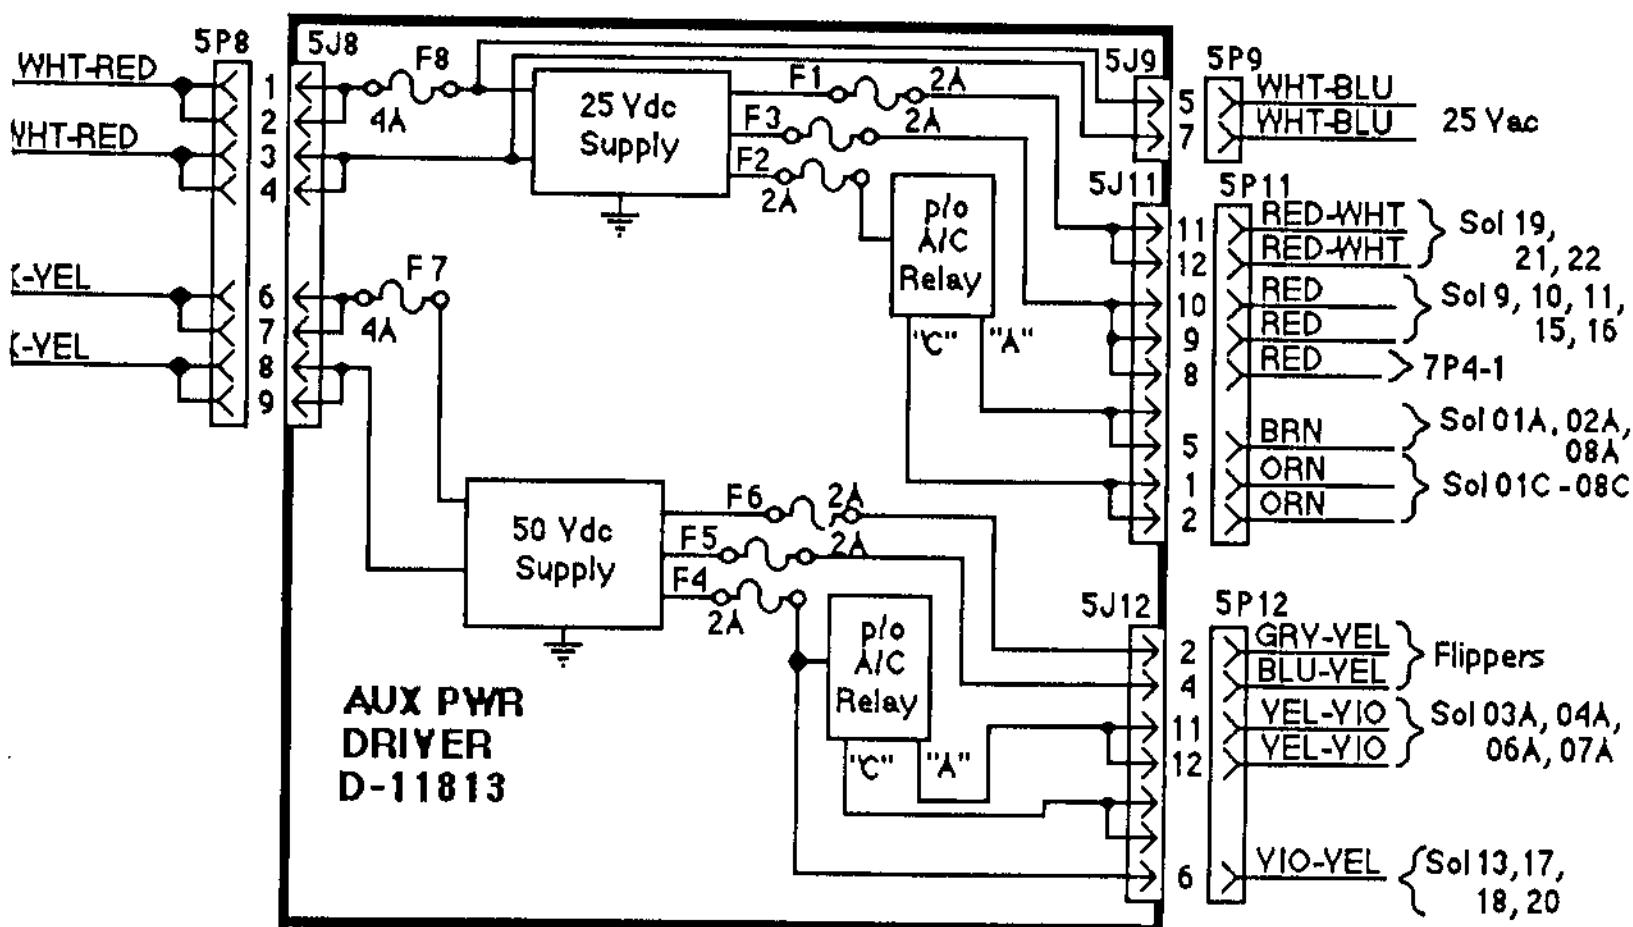 5P8
5J8
WHT-RED
WHT-RED
-YEL
-YEL
1
2
3
4
6
7
8
9
F8
4A
F7
4A
25 Vdc
Supply
F1
2A
F3
2A
F2
2A
p/o
A/C
Relay
"C"
"A"
50 Vdc
Supply
F6
2A
F5
2A
F4
2A
p/o
A/C
Relay
"C"
"A"
AUX PWR
DRIVER
D-11813
5J9
5P9
5
WHT-BLU
7
WHT-BLU
25 Vac
5J11
5P11
11
RED-WHT
12
RED-WHT
Sol 19,
21, 22
10
RED
9
RED
Sol 9, 10, 11,
15, 16
8
RED
7P4-1
5
BRN
Sol 01A, 02A,
08A
1
ORN
2
ORN
Sol 01C-08C
5J12
5P12
2
GRY-YEL
4
BLU-YEL
Flippers
11
YEL-VIO
12
YEL-VIO
Sol 03A, 04A,
06A, 07A
6
VIO-YEL
Sol 13, 17,
18, 20